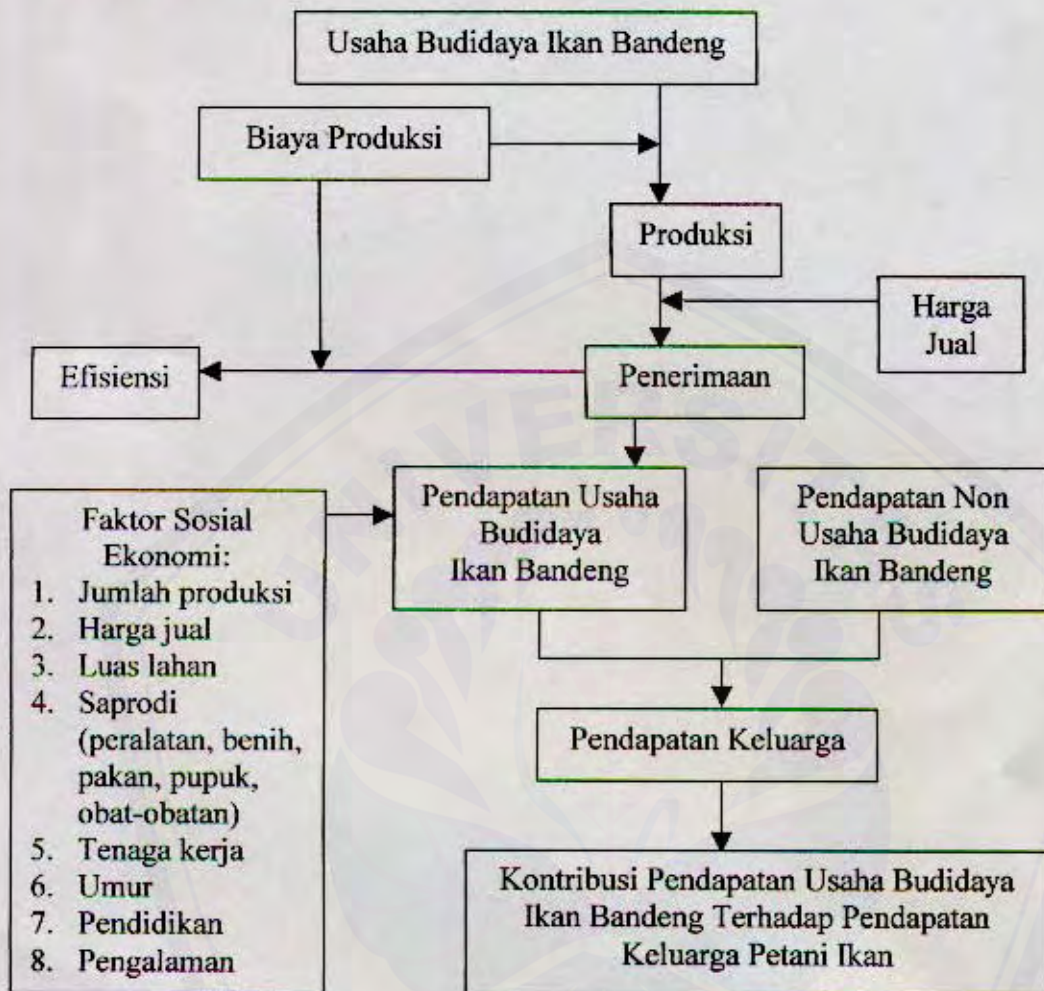 Usaha Budidaya Ikan Bandeng
Biaya Produksi
Produksi
Harga
Jual
Efisiensi
Penerimaan
Faktor Sosial
Ekonomi:
1. Jumlah produksi
2. Harga jual
3. Luas lahan
4. Saprodi
(peralatan, benih,
pakan, pupuk,
obat-obatan)
5. Tenaga kerja
6. Umur
7. Pendidikan
8. Pengalaman
Pendapatan Usaha
Budidaya
Ikan Bandeng
Pendapatan Non
Usaha Budidaya
Ikan Bandeng
Pendapatan Keluarga
Kontribusi Pendapatan Usaha Budidaya
Ikan Bandeng Terhadap Pendapatan
Keluarga Petani Ikan